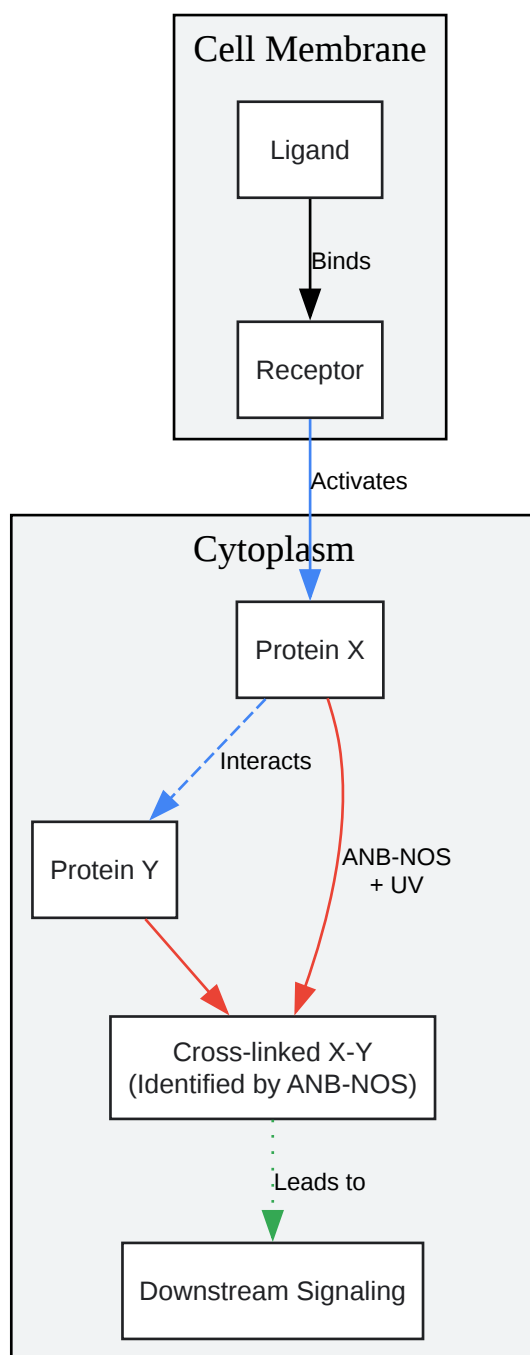 Cell Membrane
Ligand
Binds
Receptor
Activates
Cytoplasm
Protein X
Interacts
Protein Y
ANB-NOS
+ UV
Cross-linked X-Y
(Identified by ANB-NOS)
Leads to
Downstream Signaling